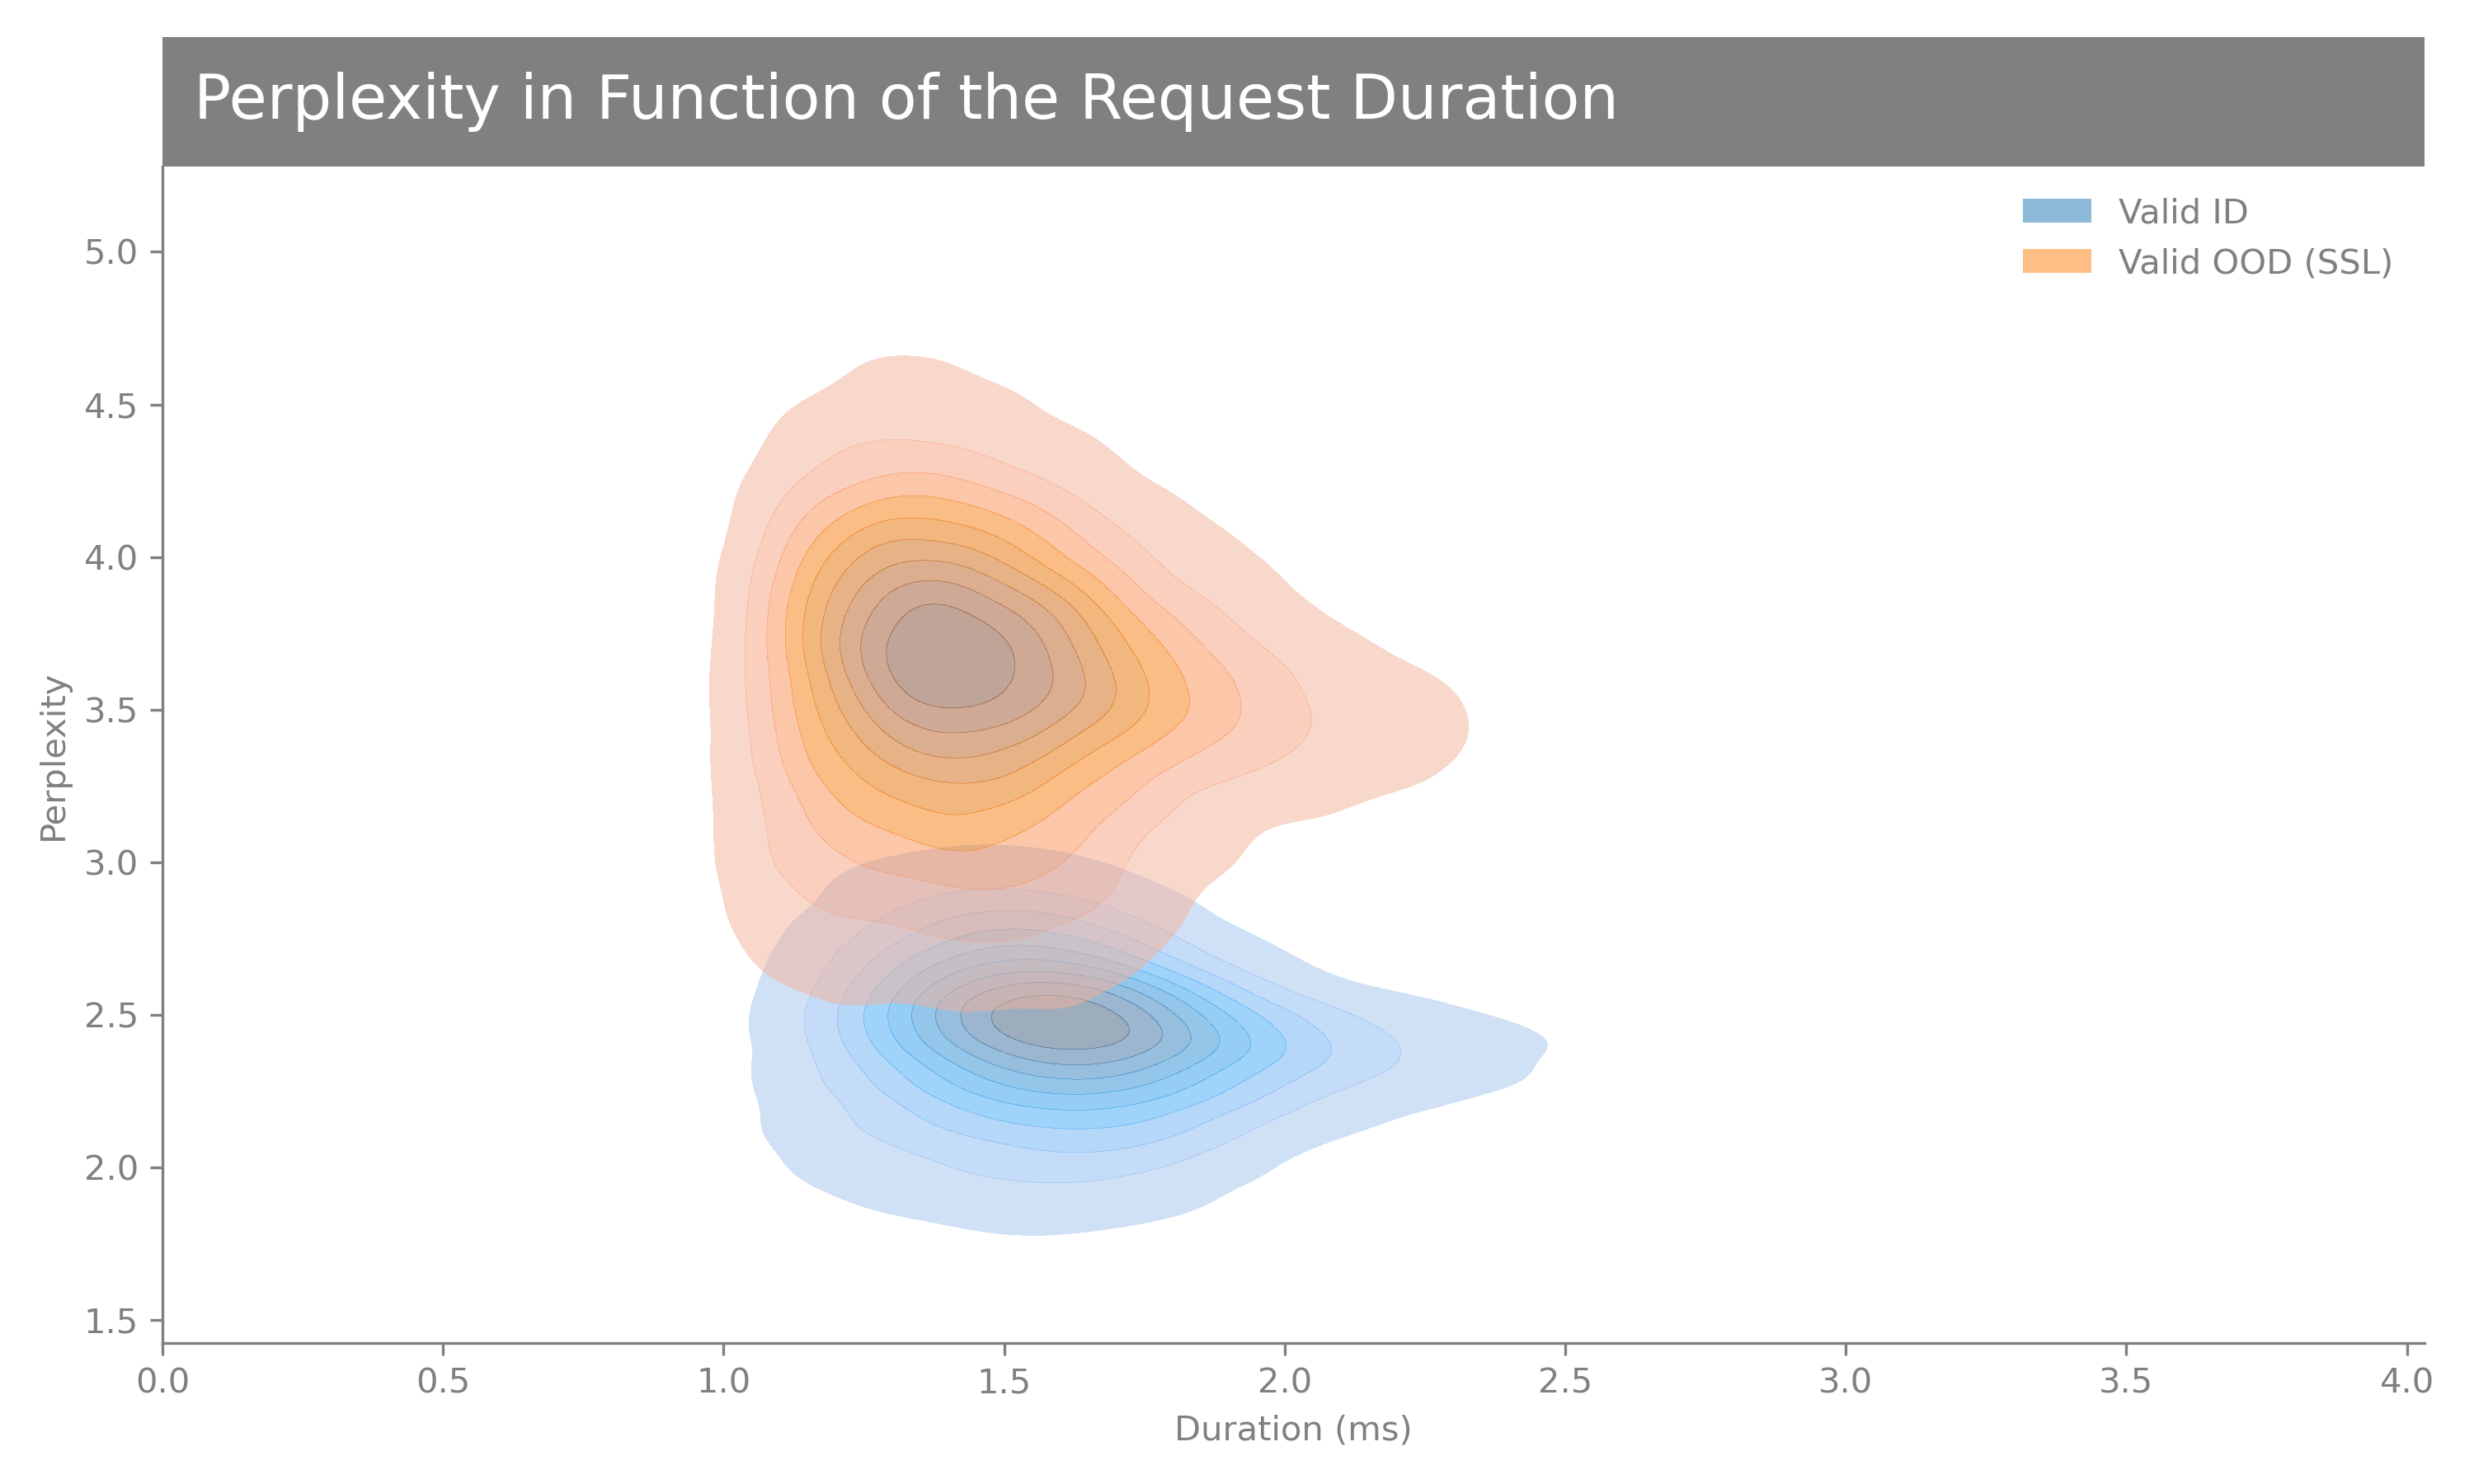 Perplexity in Function of the Request Duration
Valid ID
Valid OOD (SSL)
5.0
4.5
4.0
3.5
3.0
2.5
2.0
1.5
Perplexity
0.0 0.5 1.0 1.5 2.0 2.5 3.0 3.5 4.0
Duration (ms)